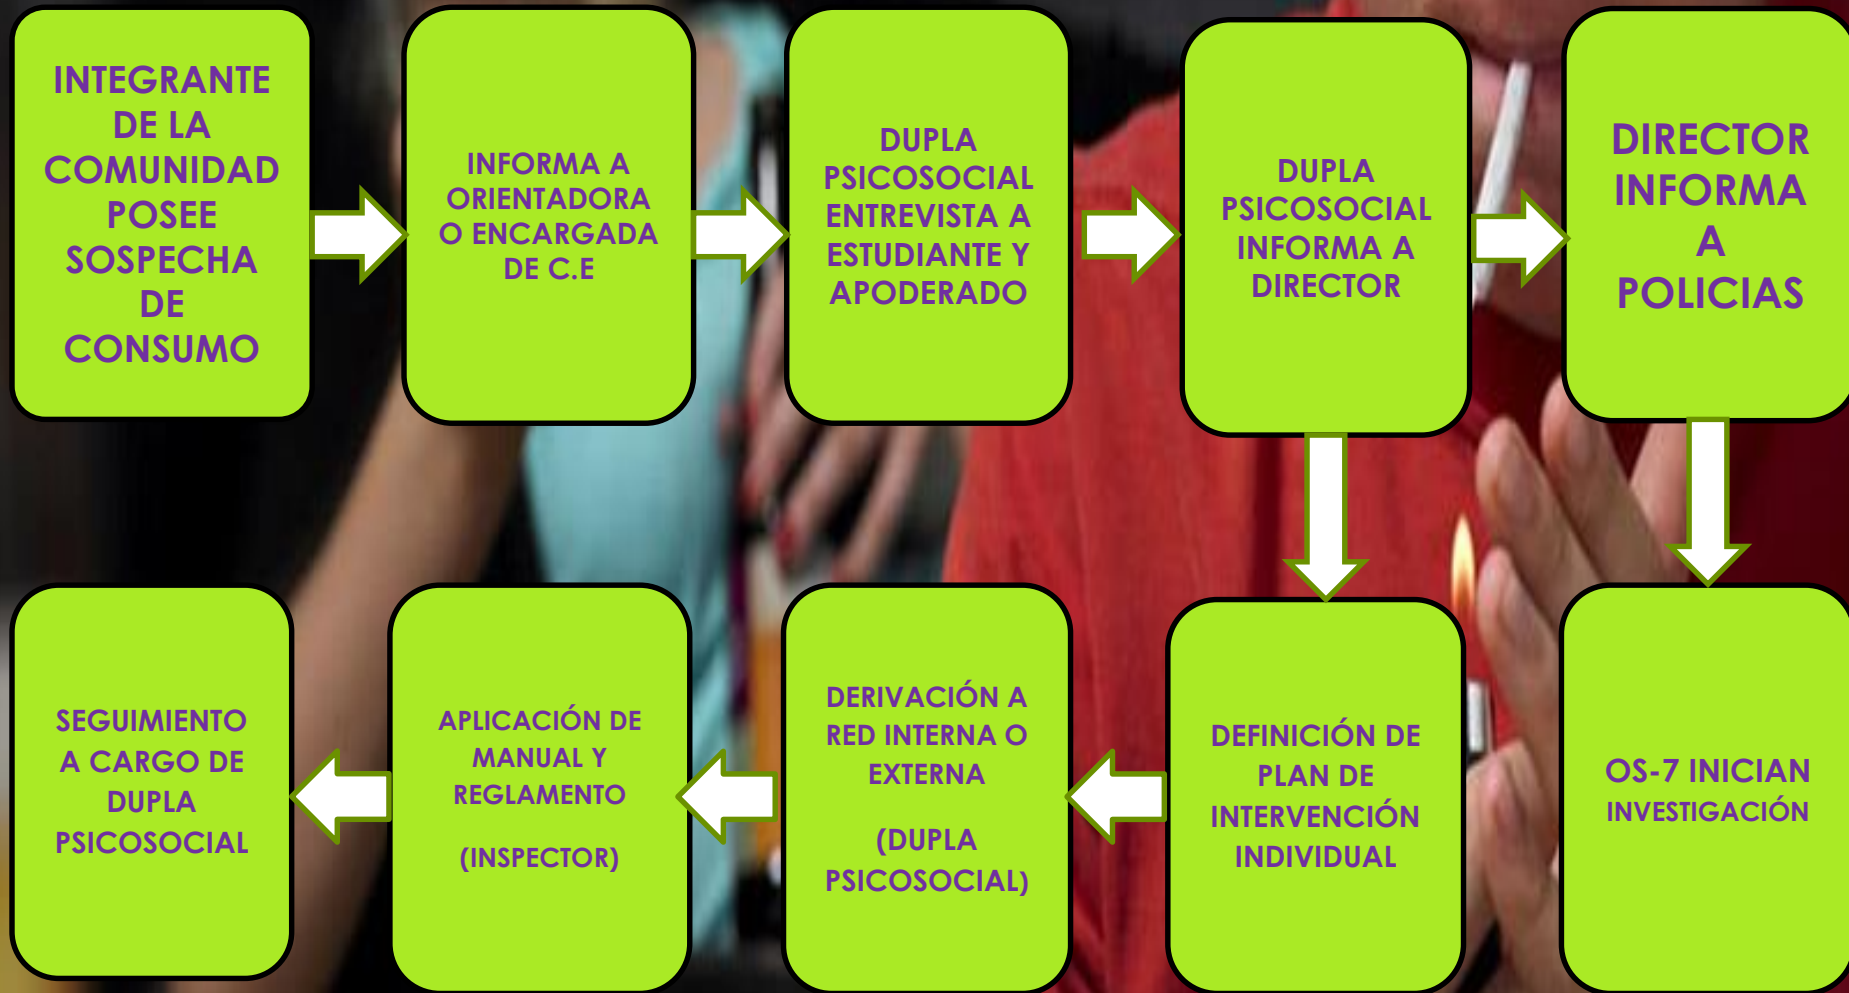 INTEGRANTE
DE LA
COMUNIDAD
POSEE
SOSPECHA
DE
CONSUMO
INFORMA A
ORIENTADORA
O ENCARGADA
DE C.E
DUPLA
PSICOSOCIAL
ENTREVISTA A
ESTUDIANTE Y
APODERADO
DUPLA
PSICOSOCIAL
INFORMA A
DIRECTOR
DIRECTOR
INFORMA
A
POLICIAS
OS-7 INICIAN
INVESTIGACIÓN
DEFINICIÓN DE
PLAN DE
INTERVENCIÓN
INDIVIDUAL
DERIVACIÓN A
RED INTERNA O
EXTERNA
(DUPLA
PSICOSOCIAL)
APLICACIÓN DE
MANUAL Y
REGLAMENTO
(INSPECTOR)
SEGUIMIENTO
A CARGO DE
DUPLA
PSICOSOCIAL